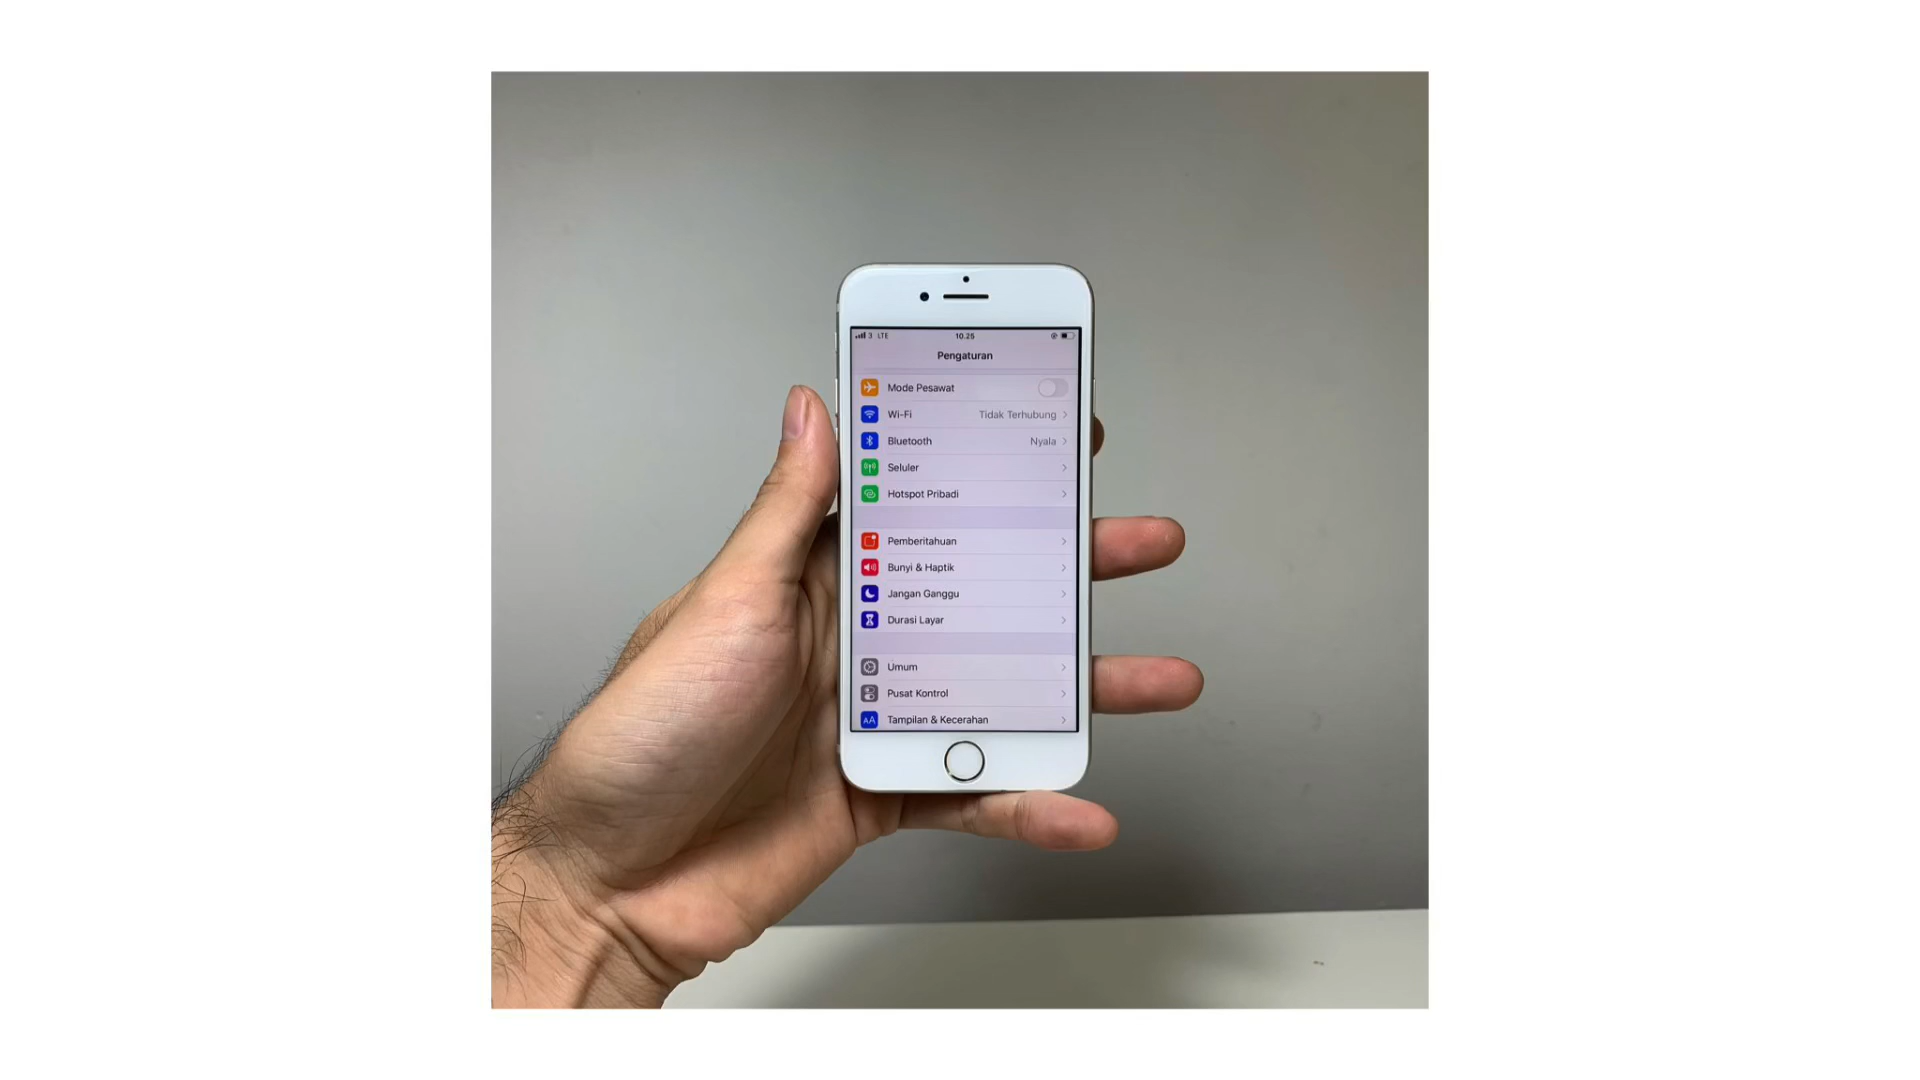 3 LTE 10.25
Pengaturan
Mode Pesawat
Wi-Fi Tidak Terhubung
Bluetooth Nyala
Seluler
Hotspot Pribadi
Pemberitahuan
Bunyi & Haptik
Jangan Ganggu
Durasi Layar
Umum
Pusat Kontrol
AA Tampilan & Kecerahan